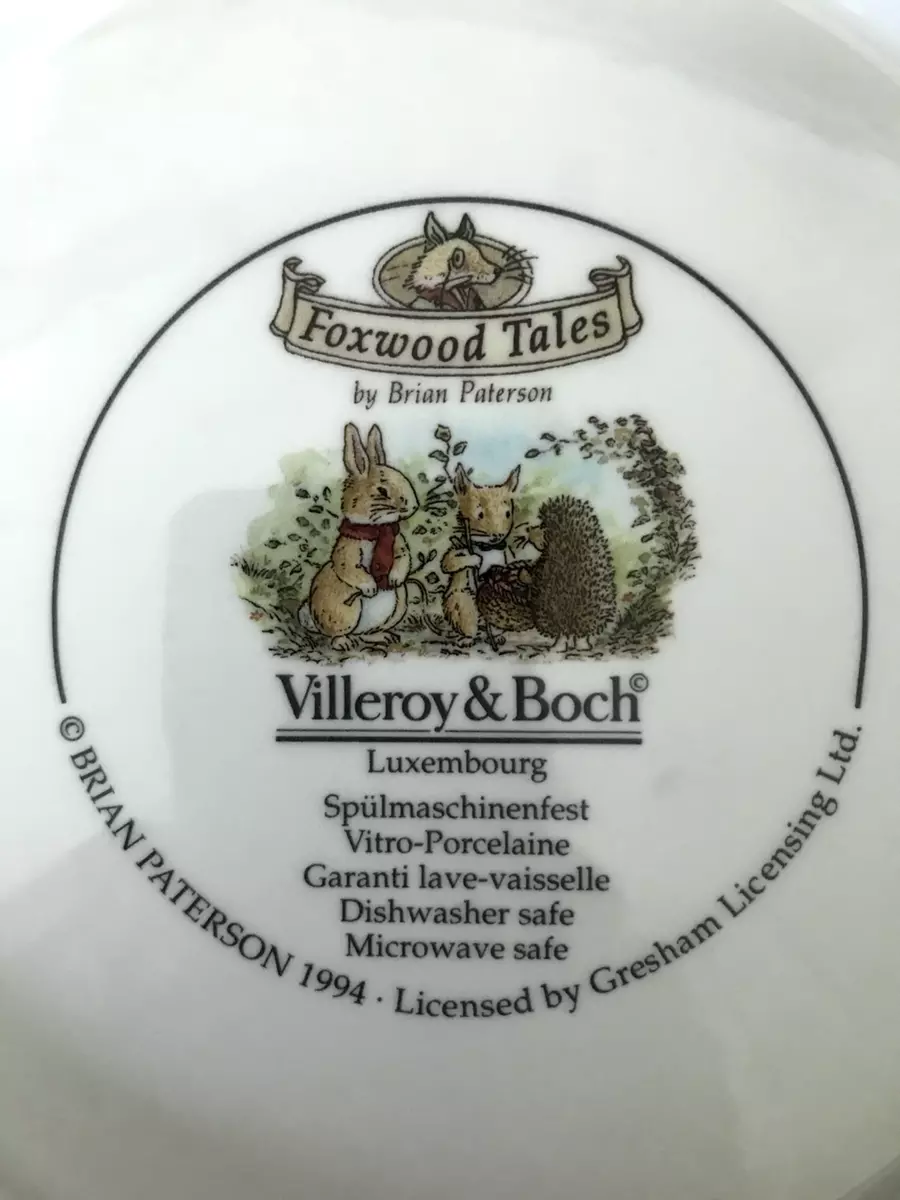 Foxwood Tales
by Brian Paterson
Villeroy & Boch©
Luxembourg
Spülmaschinenfest
Vitro-Porcelaine
Garanti lave-vaisselle
Dishwasher safe
Microwave safe
© BRIAN PATERSON 1994 · Licensed by Gresham Licensing Ltd.